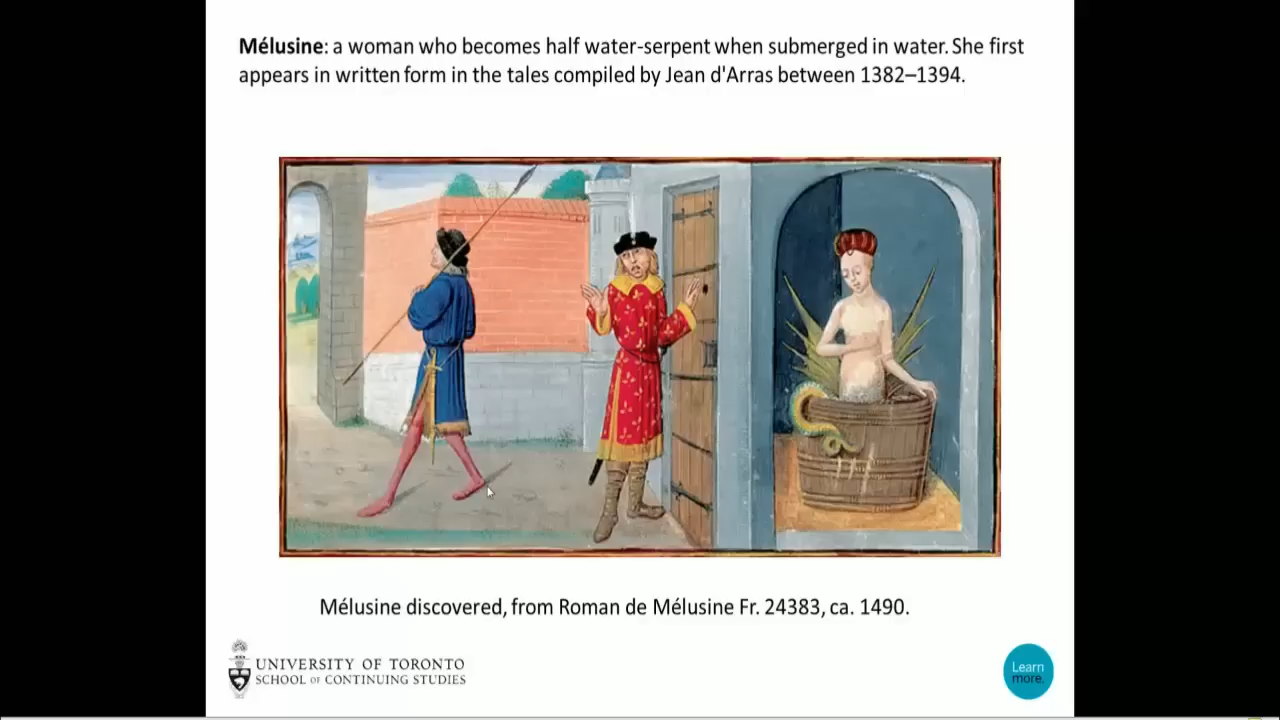 Mélusine: a woman who becomes half water-serpent when submerged in water. She first
appears in written form in the tales compiled by Jean d'Arras between 1382–1394.
Mélusine discovered, from Roman de Mélusine Fr. 24383, ca. 1490.
UNIVERSITY OF TORONTO
SCHOOL OF CONTINUING STUDIES
Learn
more.